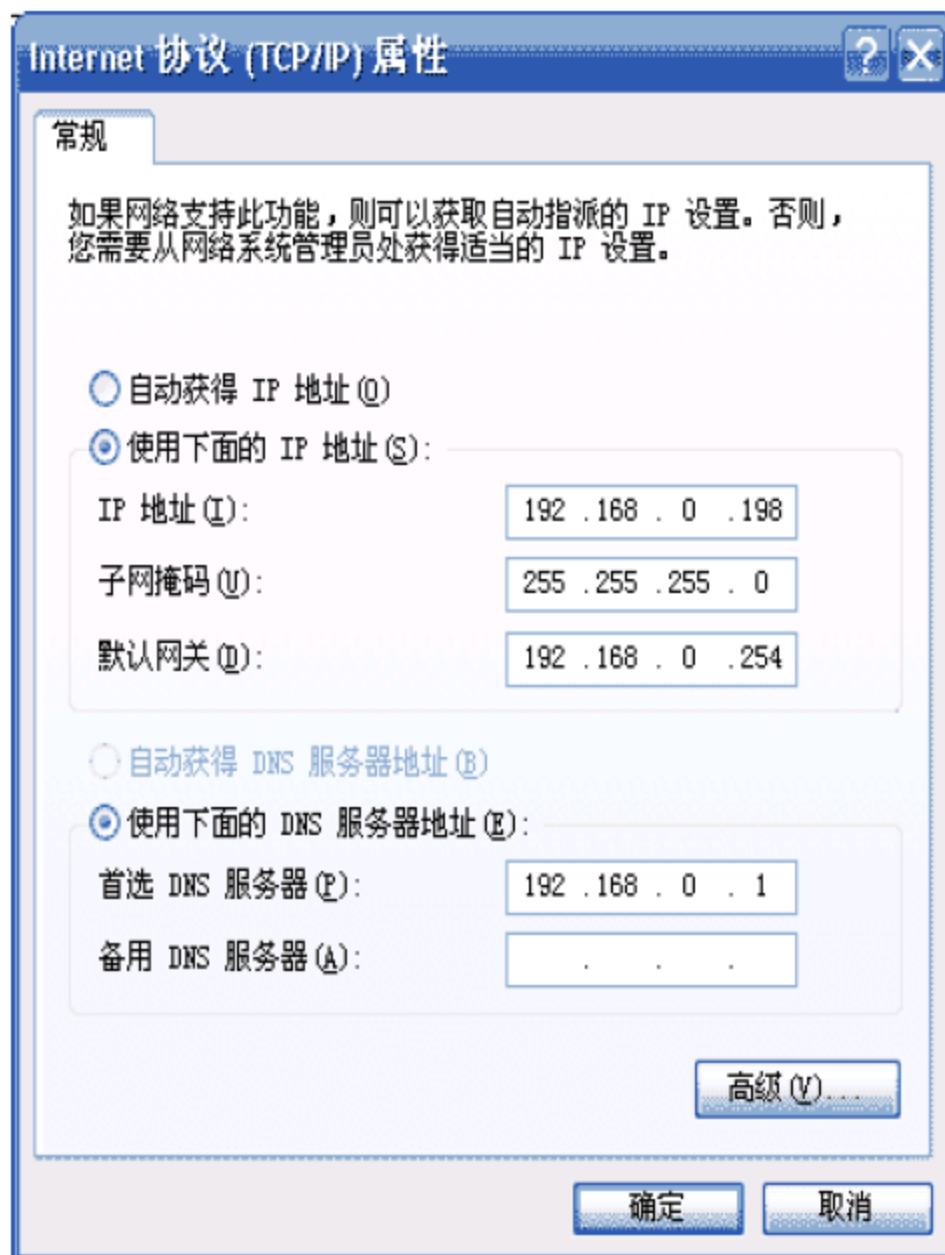 Internet 协议 (TCP/IP) 属性
常规
如果网络支持此功能，则可以获取自动指派的 IP 设置。否则，
您需要从网络系统管理员处获得适当的 IP 设置。
自动获得 IP 地址(O)
使用下面的 IP 地址(S):
IP 地址(I): 192 .168 . 0 .198
子网掩码(U): 255 .255 .255 . 0
默认网关(D): 192 .168 . 0 .254
自动获得 DNS 服务器地址(B)
使用下面的 DNS 服务器地址(E):
首选 DNS 服务器(P): 192 .168 . 0 . 1
备用 DNS 服务器(A): . . .
高级(V)...
确定 取消